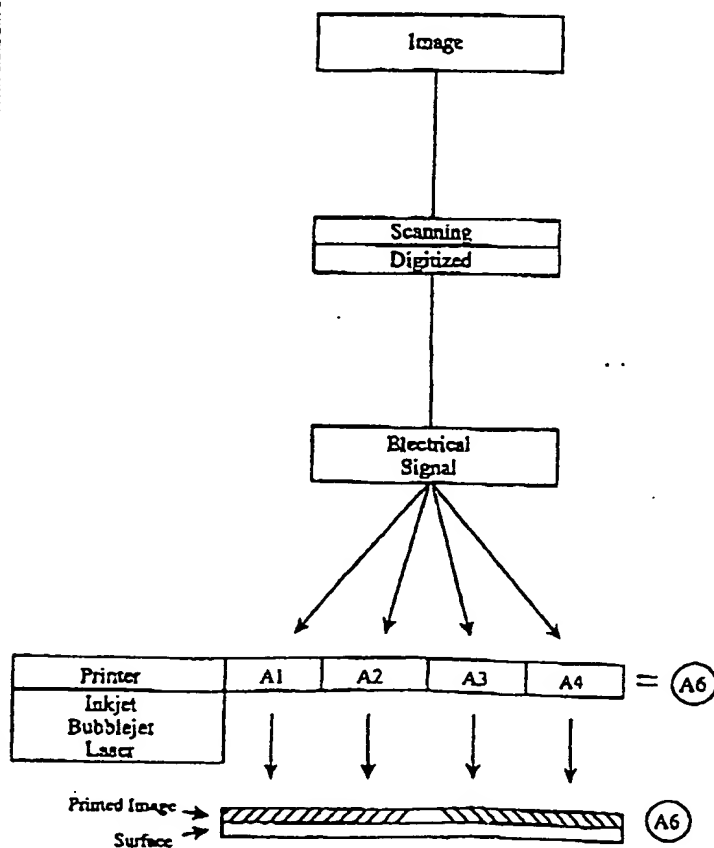 Image
Scanning
Digitized
Electrical
Signal
Printer A1 A2 A3 A4 = A6
Inkjet
Bubblejet
Laser
Printed Image
A6
Surface